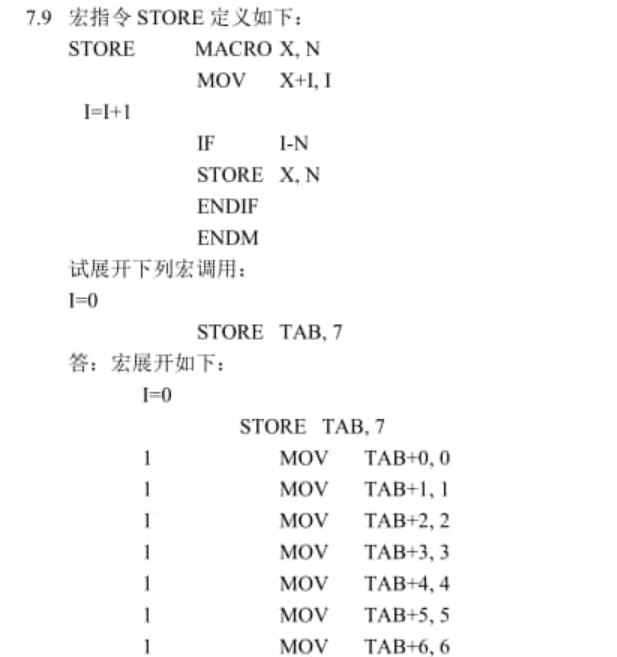 7.9 宏指令 STORE 定义如下：
STORE MACRO X, N
MOV X+I, I
I=I+1
IF I-N
STORE X, N
ENDIF
ENDM
试展开下列宏调用：
I=0
STORE TAB, 7
答：宏展开如下：
I=0
STORE TAB, 7
1 MOV TAB+0, 0
1 MOV TAB+1, 1
1 MOV TAB+2, 2
1 MOV TAB+3, 3
1 MOV TAB+4, 4
1 MOV TAB+5, 5
1 MOV TAB+6, 6